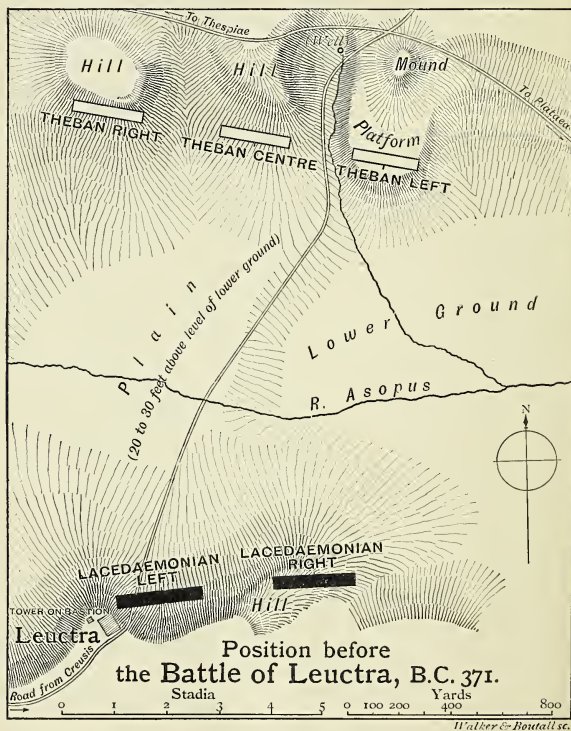 To Thespiae
Well
Hill
Hill
Mound
To Plataea
THEBAN RIGHT
THEBAN CENTRE
Platform
THEBAN LEFT
Plain
(20 to 30 feet above level of lower ground)
Lower Ground
R. Asopus
N
LACEDAEMONIAN
LEFT
LACEDAEMONIAN
RIGHT
Hill
TOWER ON BASTION
Leuctra
Road from Creusis
Position before
the Battle of Leuctra, B.C. 371.
Stadia Yards
0 1 2 3 4 5 0 100 200 400 800
Walker & Boutall sc.